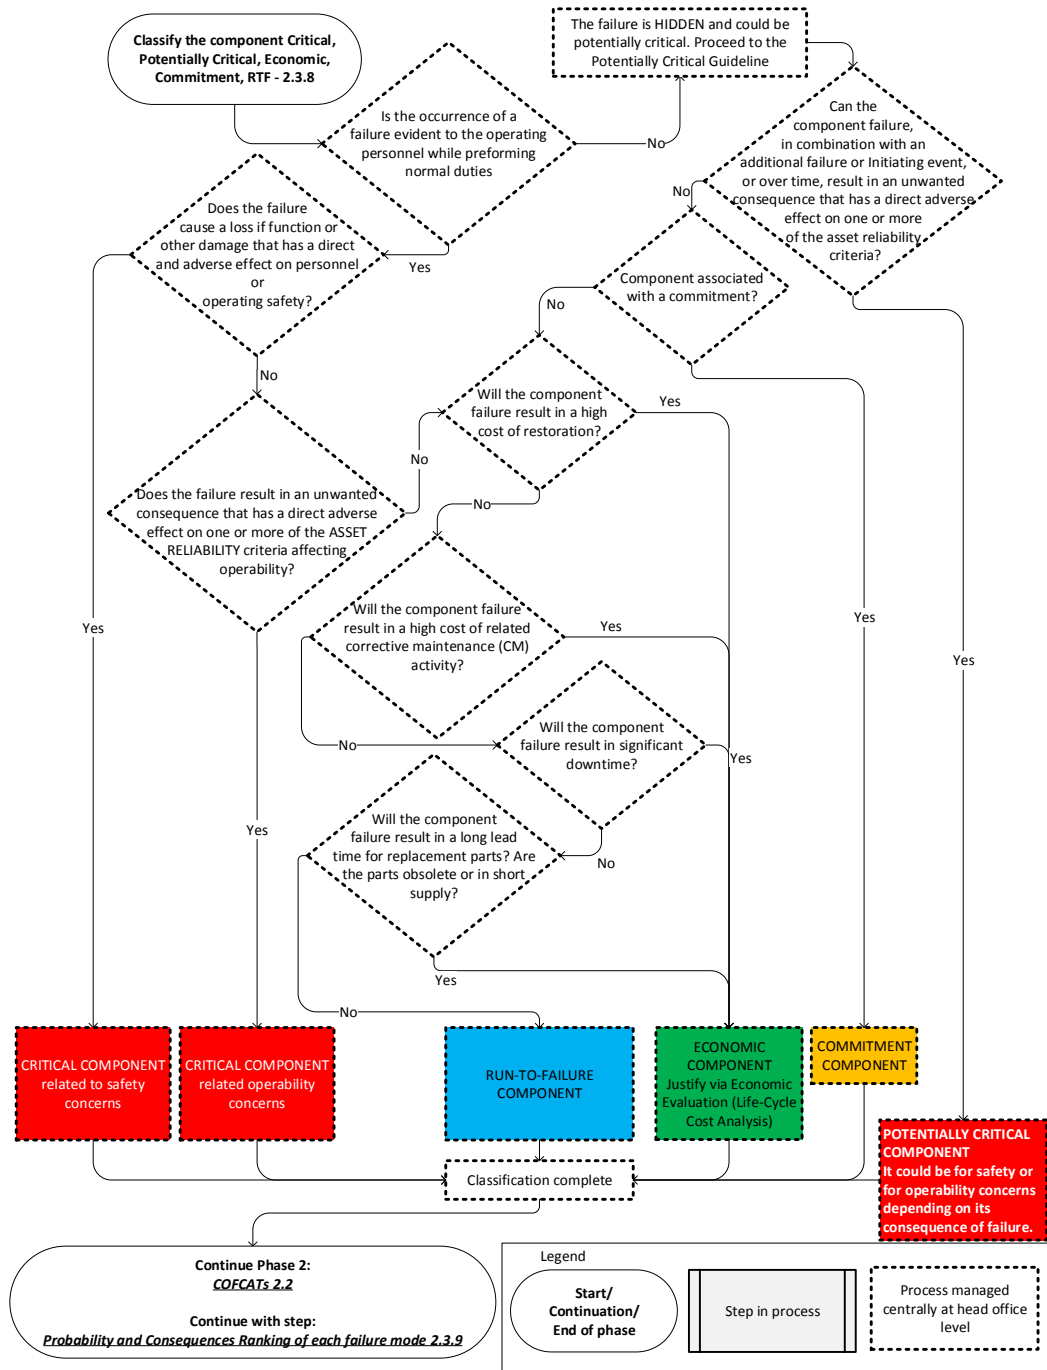 Classify the component Critical,
Potentially Critical, Economic,
Commitment, RTF - 2.3.8
The failure is HIDDEN and could be
potentially critical. Proceed to the
Potentially Critical Guideline
Is the occurrence of a
failure evident to the operating
personnel while preforming
normal duties
No
Yes
Can the
component failure,
in combination with an
additional failure or Initiating event,
or over time, result in an unwanted
consequence that has a direct adverse
effect on one or more
of the asset reliability
criteria?
No
Yes
Does the failure
cause a loss if function or
other damage that has a direct
and adverse effect on personnel
or
operating safety?
No
Yes
Component associated
with a commitment?
No
Yes
Does the failure result in an unwanted
consequence that has a direct adverse
effect on one or more of the ASSET
RELIABILITY criteria affecting
operability?
No
Yes
Will the component
failure result in a high
cost of restoration?
Yes
No
Will the component failure
result in a high cost of related
corrective maintenance (CM)
activity?
Yes
No
Will the component
failure result in significant
downtime?
Yes
No
Will the component
failure result in a long lead
time for replacement parts? Are
the parts obsolete or in short
supply?
Yes
No
CRITICAL COMPONENT
related to safety
concerns
CRITICAL COMPONENT
related operability
concerns
RUN-TO-FAILURE
COMPONENT
ECONOMIC
COMPONENT
Justify via Economic
Evaluation (Life-Cycle
Cost Analysis)
COMMITMENT
COMPONENT
POTENTIALLY CRITICAL
COMPONENT
It could be for safety or
for operability concerns
depending on its
consequence of failure.
Classification complete
Continue Phase 2:
COFCATs 2.2
Continue with step:
Probability and Consequences Ranking of each failure mode 2.3.9
Legend
Start/
Continuation/
End of phase
Step in process
Process managed
centrally at head office
level